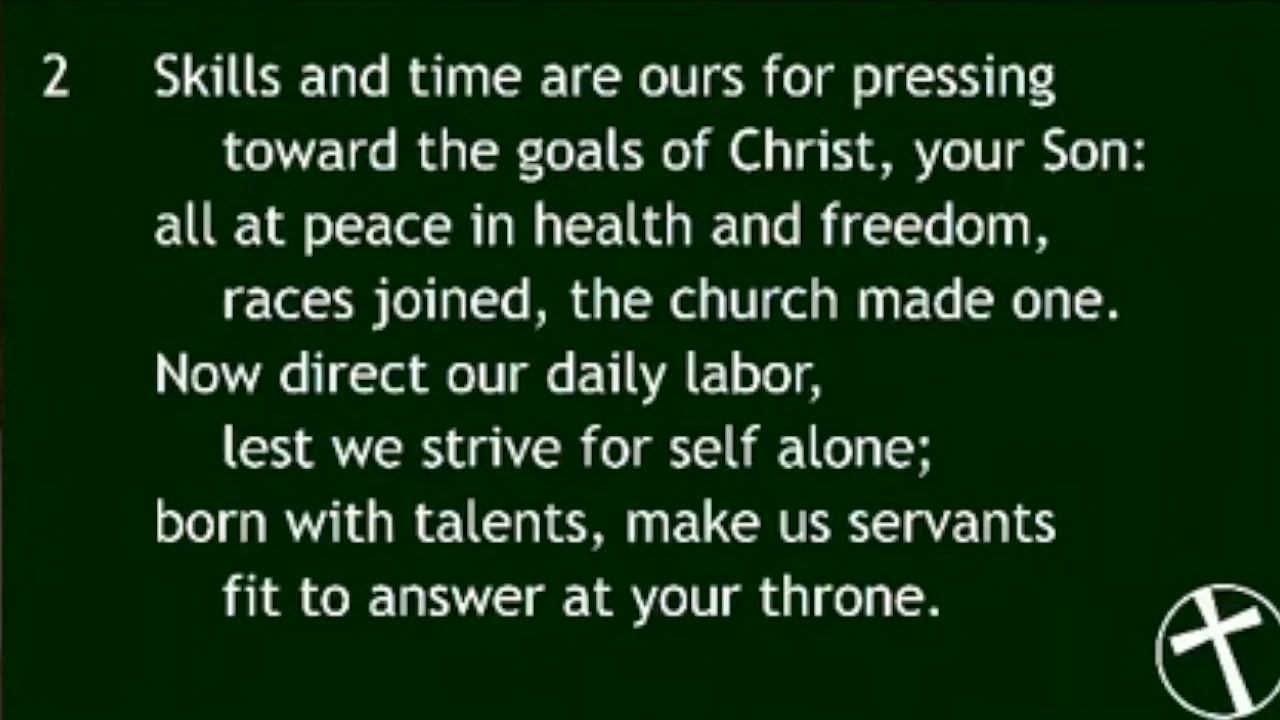 2 Skills and time are ours for pressing
toward the goals of Christ, your Son:
all at peace in health and freedom,
races joined, the church made one.
Now direct our daily labor,
lest we strive for self alone;
born with talents, make us servants
fit to answer at your throne.